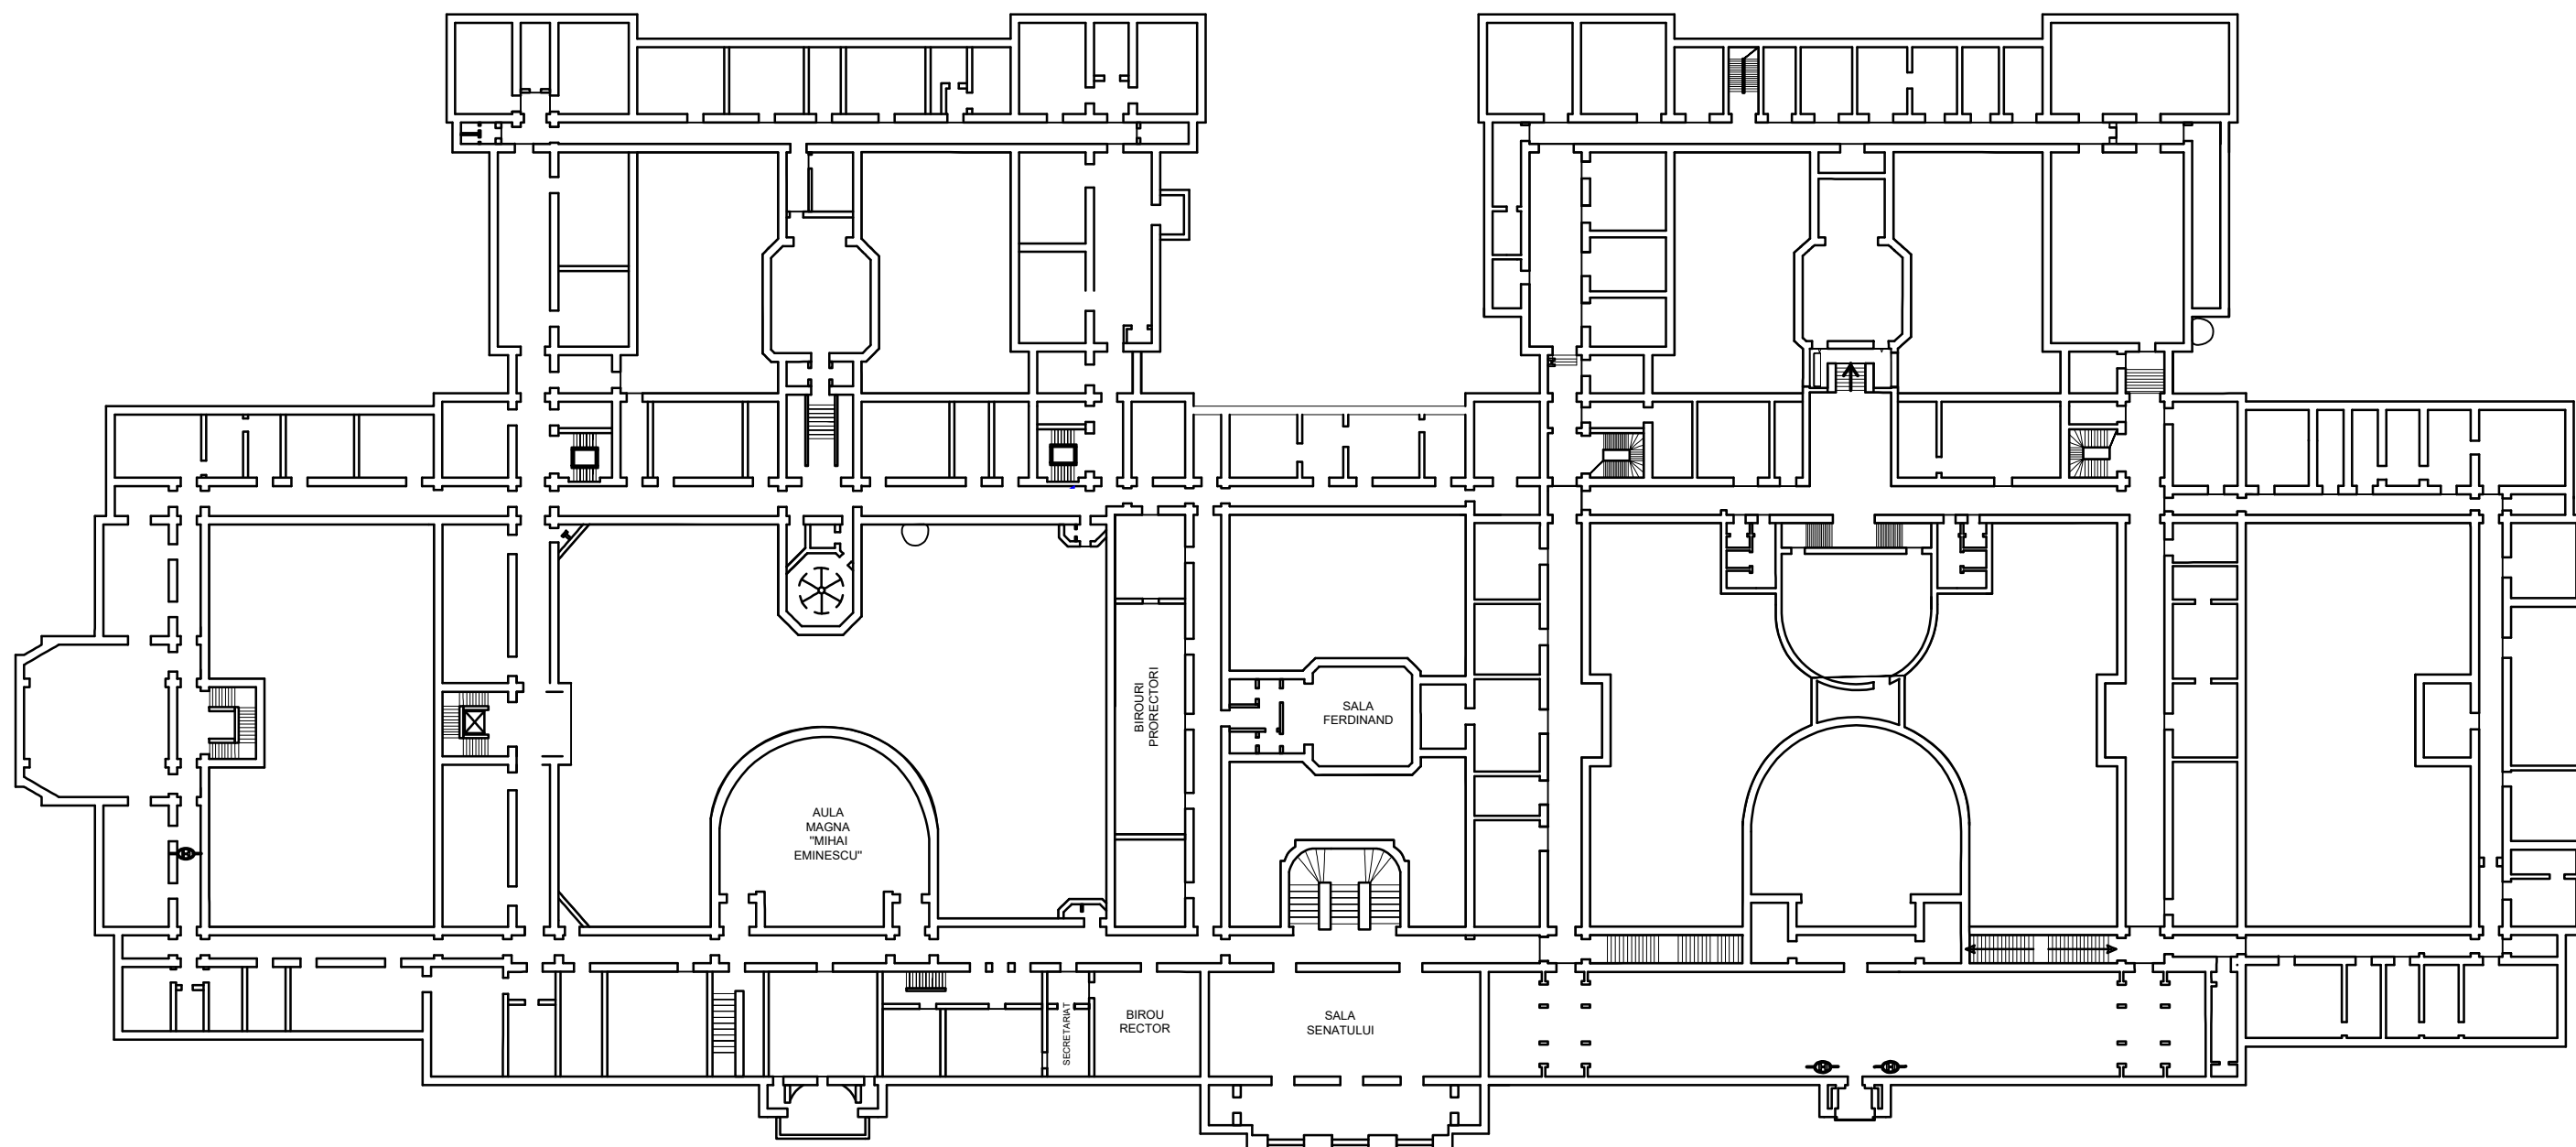 BIROURI
PRORECTORI
SALA
FERDINAND
AULA
MAGNA
"MIHAI
EMINESCU"
SECRETARIAT
BIROU
RECTOR
SALA
SENATULUI